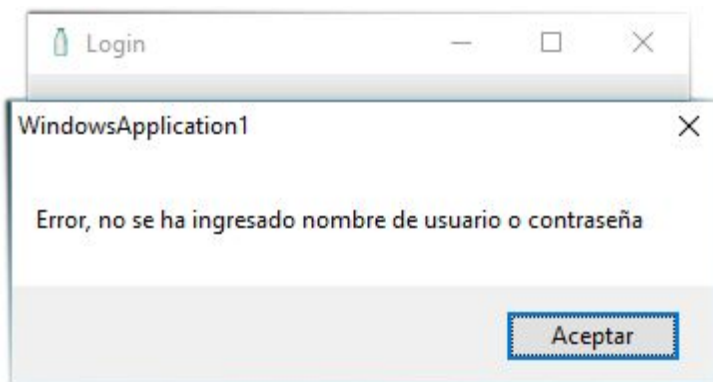 Login
WindowsApplication1
Error, no se ha ingresado nombre de usuario o contraseña
Aceptar